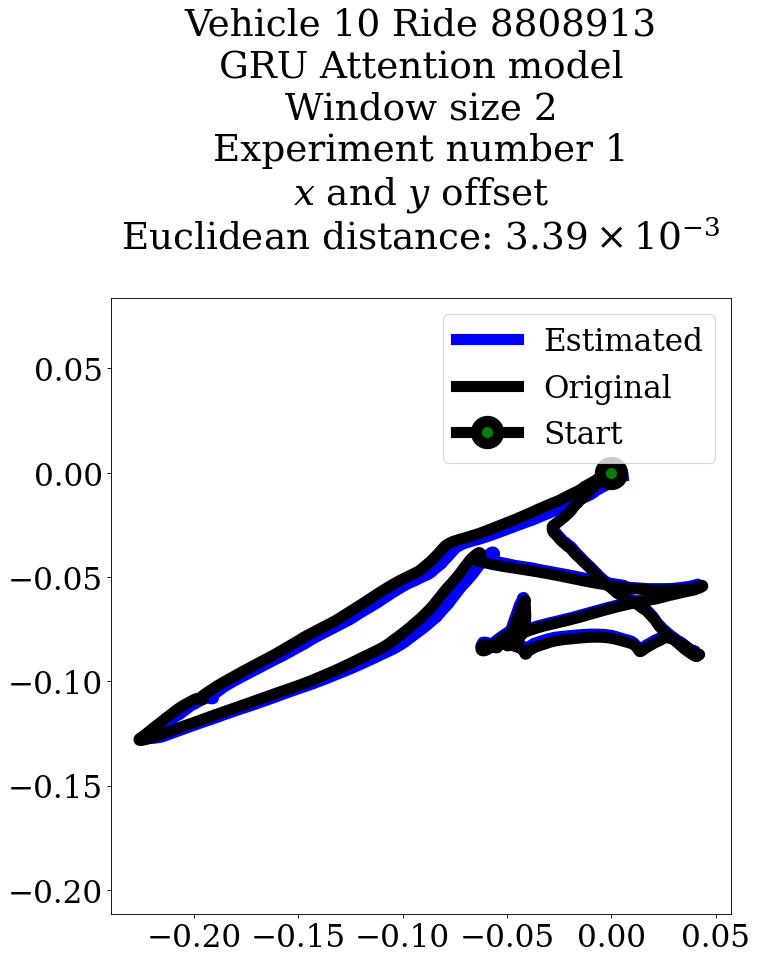 Vehicle 10 Ride 8808913
GRU Attention model
Window size 2
Experiment number 1
x and y offset
Euclidean distance: 3.39 × 10⁻³
Estimated
Original
Start
0.05
0.00
−0.05
−0.10
−0.15
−0.20
−0.20 −0.15 −0.10 −0.05 0.00 0.05